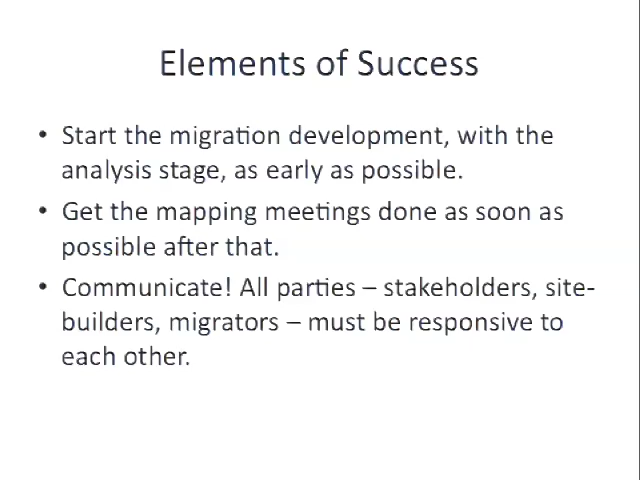 Elements of Success
• Start the migration development, with the
analysis stage, as early as possible.
• Get the mapping meetings done as soon as
possible after that.
• Communicate! All parties – stakeholders, site-
builders, migrators – must be responsive to
each other.